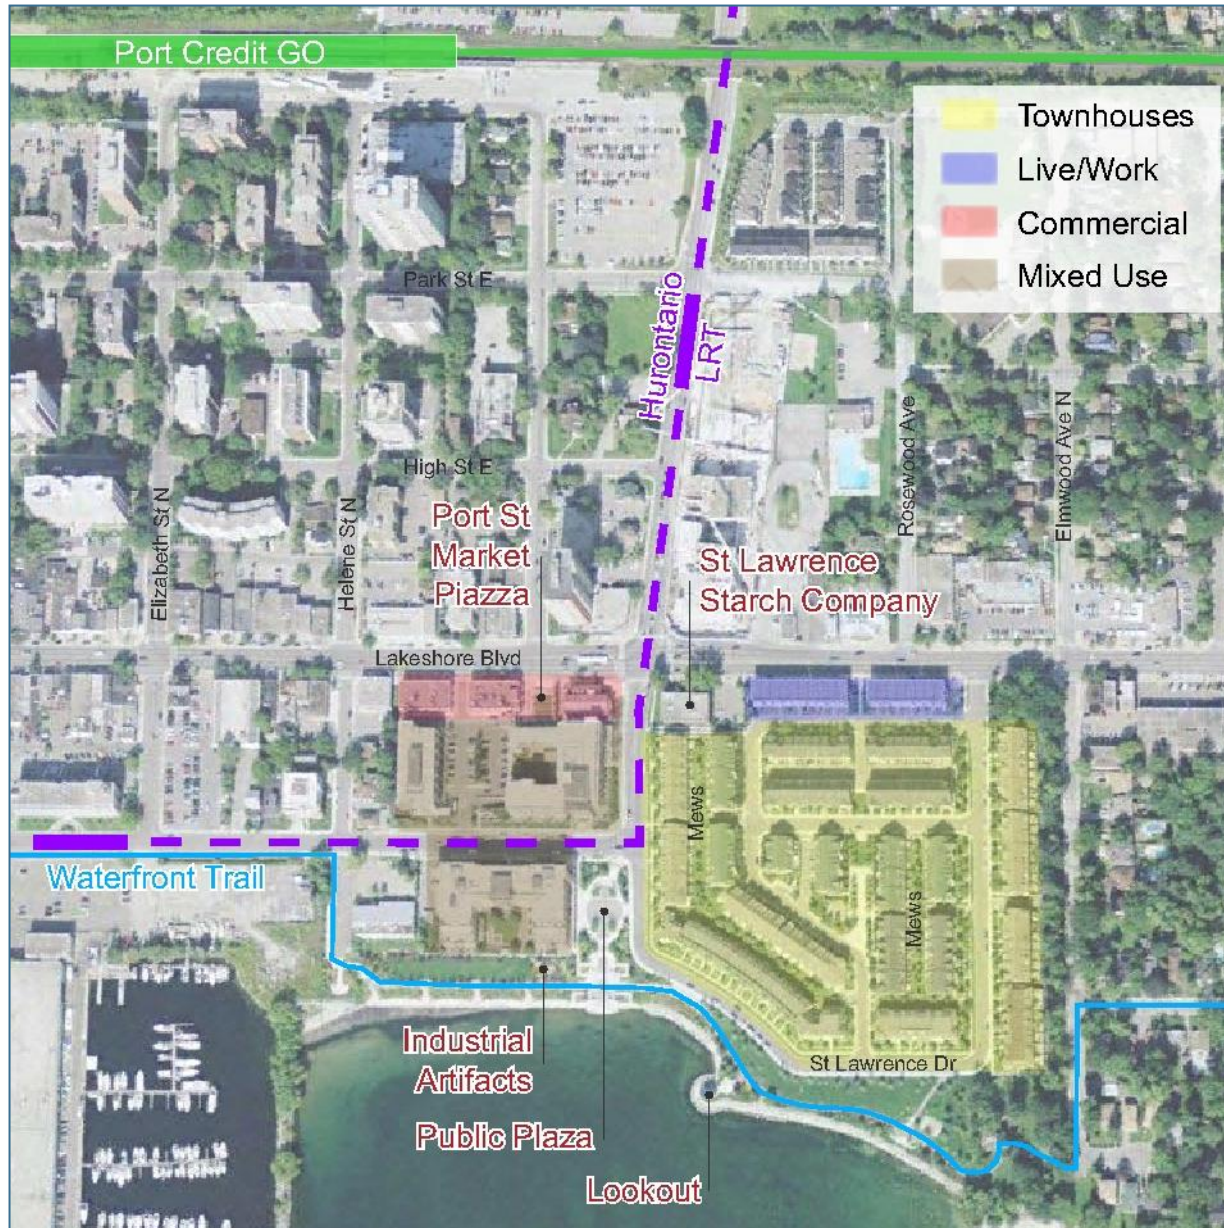 Port Credit GO
Townhouses
Live/Work
Commercial
Mixed Use
Park St E
Hurontario
LRT
Rosewood Ave
Elmwood Ave N
High St E
Elizabeth St N
Helene St N
Port St
Market
Piazza
St Lawrence
Starch Company
Lakeshore Blvd
Mews
Mews
Waterfront Trail
Industrial
Artifacts
St Lawrence Dr
Public Plaza
Lookout